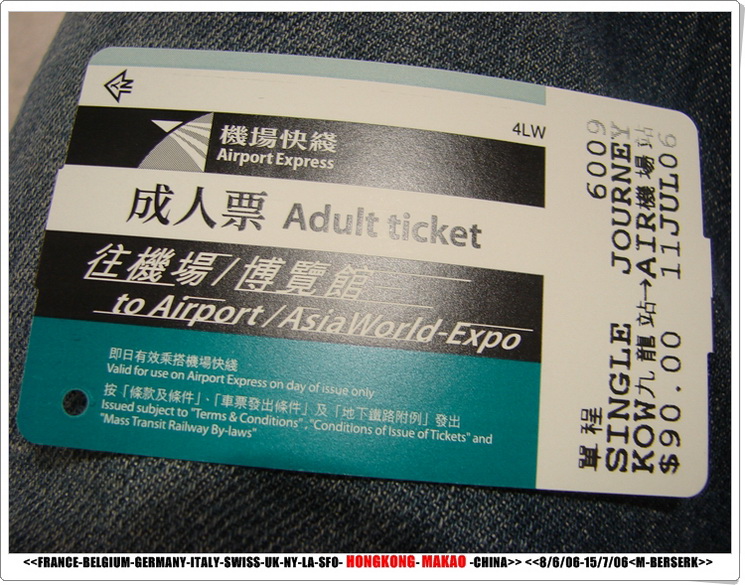 4LW
機場快綫
Airport Express
成人票 Adult ticket
往機場/博覽館
to Airport/AsiaWorld-Expo
即日有效乘搭機場快綫
Valid for use on Airport Express on day of issue only
按「條款及條件」、「車票發出條件」及「地下鐵路附例」發出
Issued subject to "Terms & Conditions", "Conditions of Issue of Tickets" and
"Mass Transit Railway By-laws"
6009
單程
SINGLE JOURNEY
KOW九龍站→AIR機場站
$90.00 11JUL06
<<FRANCE-BELGIUM-GERMANY-ITALY-SWISS-UK-NY-LA-SFO- HONGKONG- MAKAO -CHINA>> <<8/6/06-15/7/06<M-BERSERK>>